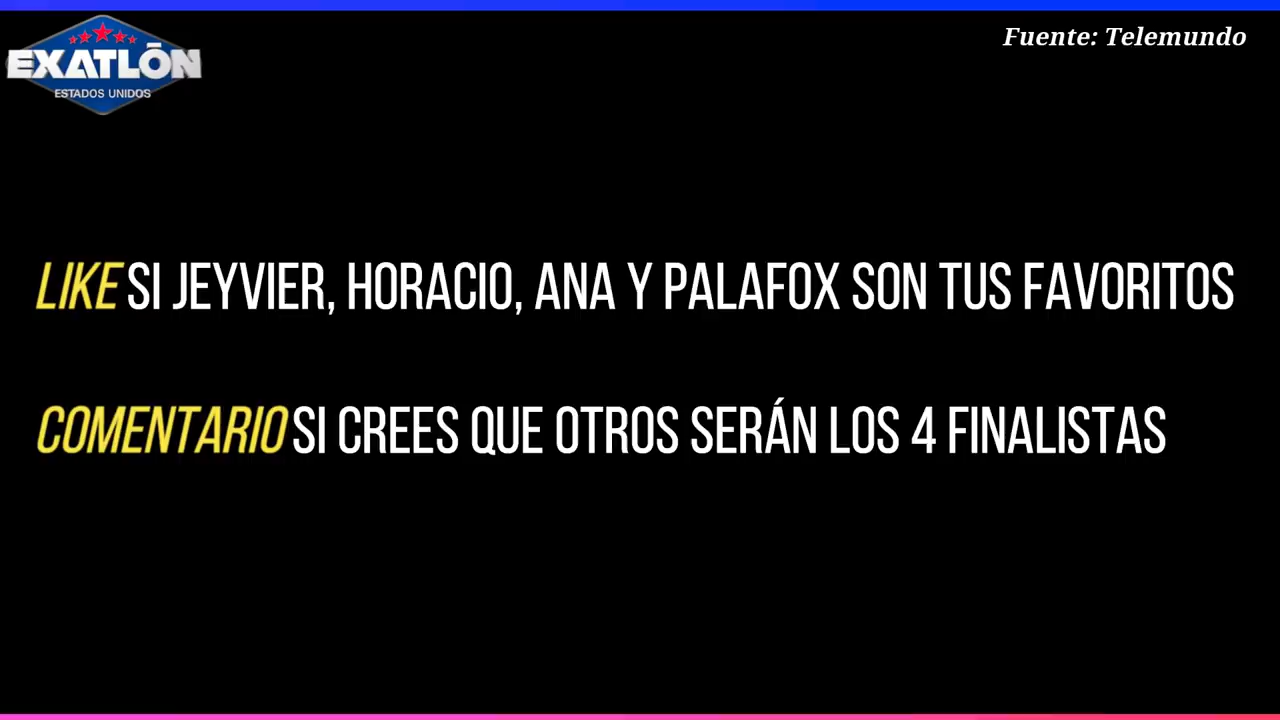 Fuente: Telemundo
EXATLÓN
ESTADOS UNIDOS
LIKE SI JEYVIER, HORACIO, ANA Y PALAFOX SON TUS FAVORITOS
COMENTARIO SI CREES QUE OTROS SERÁN LOS 4 FINALISTAS